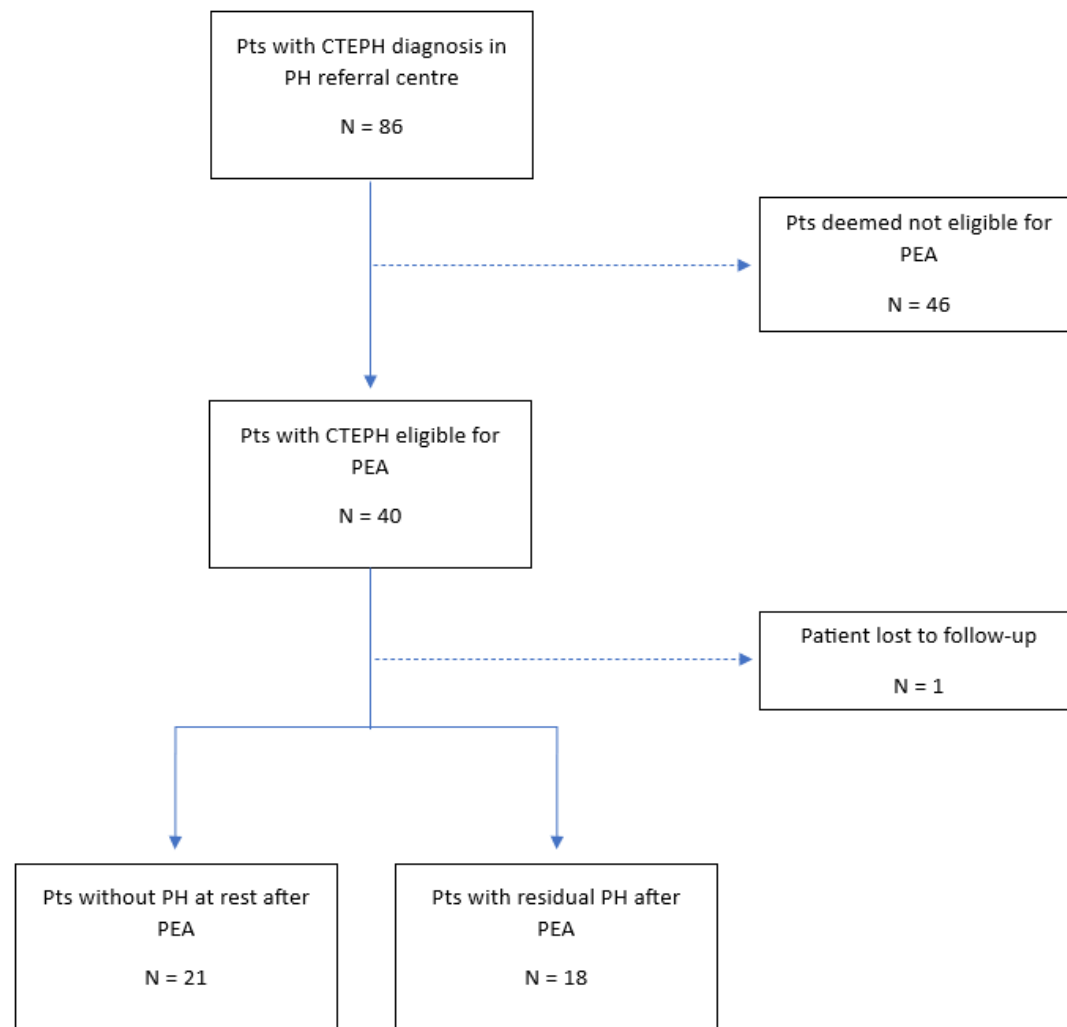 Pts with CTEPH diagnosis in
PH referral centre
N = 86
Pts deemed not eligible for
PEA
N = 46
Pts with CTEPH eligible for
PEA
N = 40
Patient lost to follow-up
N = 1
Pts without PH at rest after
PEA
N = 21
Pts with residual PH after
PEA
N = 18